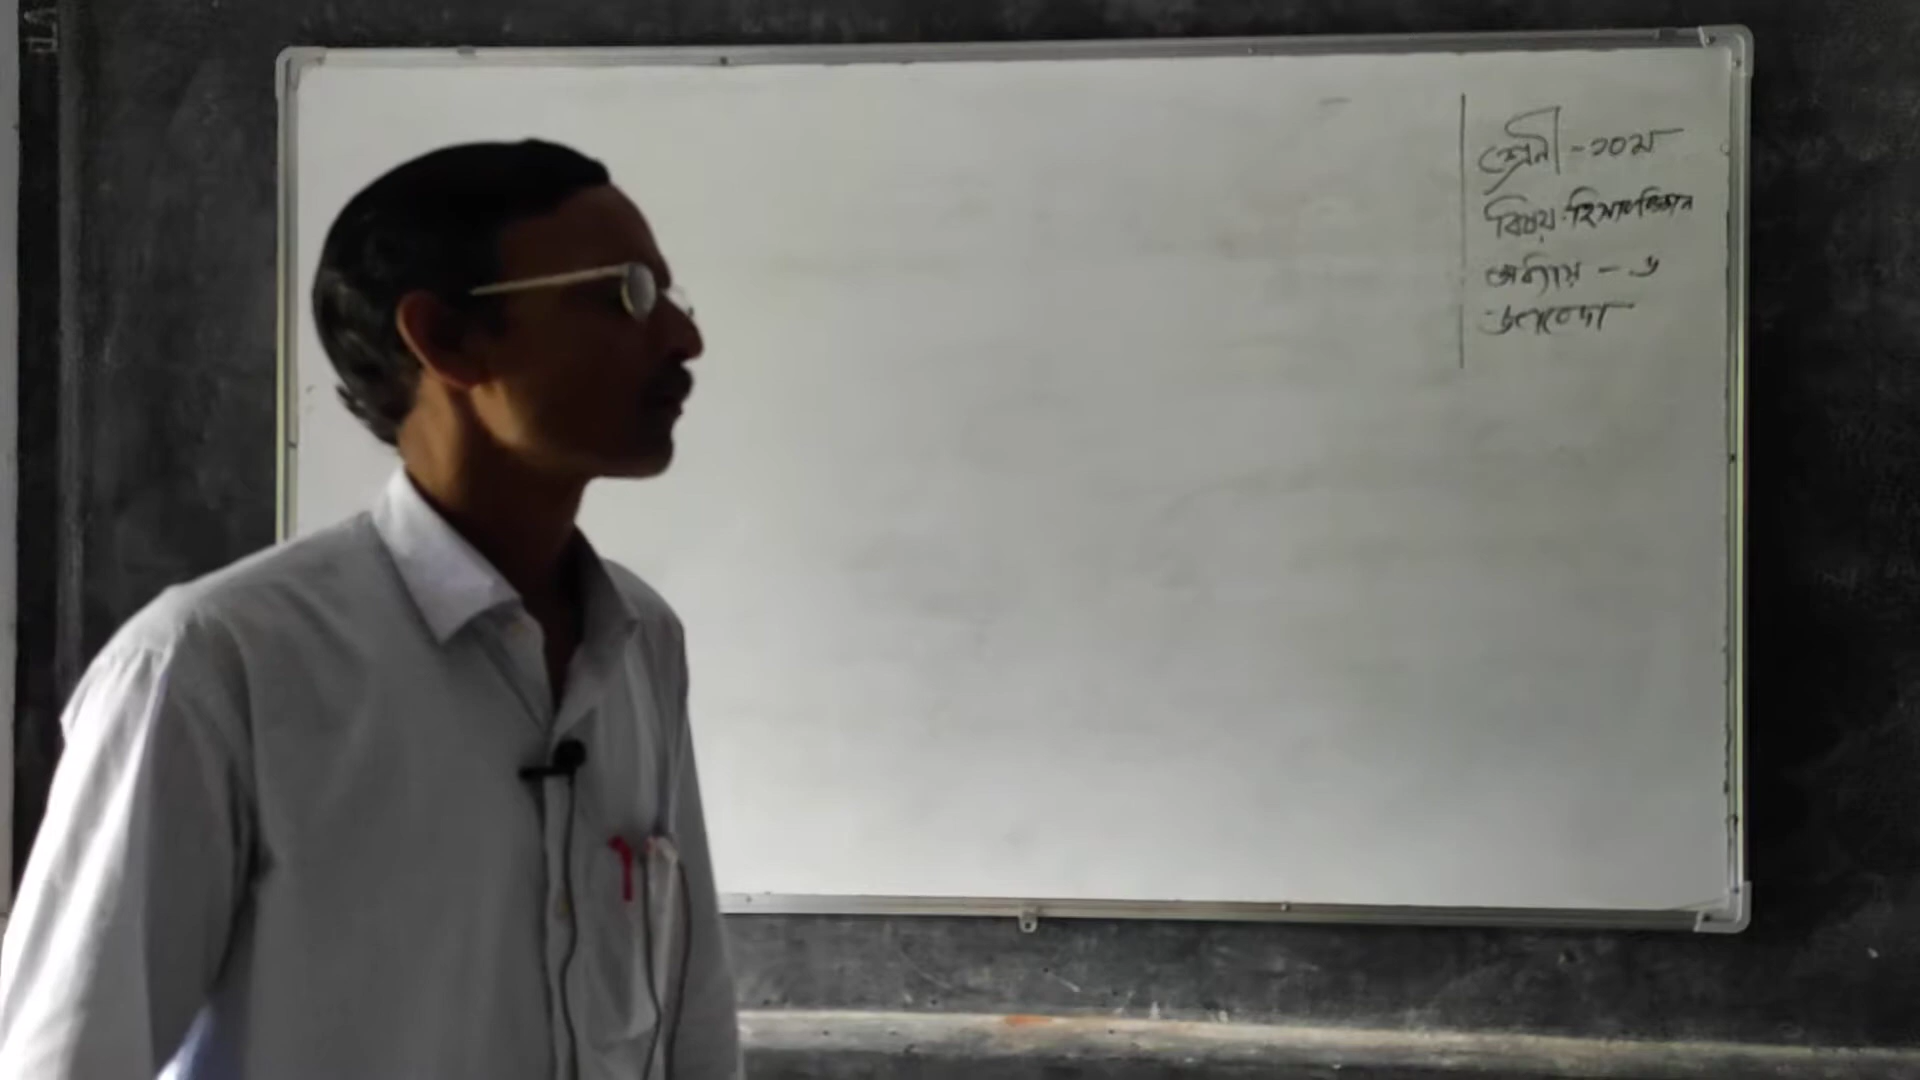 শ্রেনী - ১০ম
বিষয়: হিসাববিজ্ঞান
অধ্যায় - ৬
জাবেদা